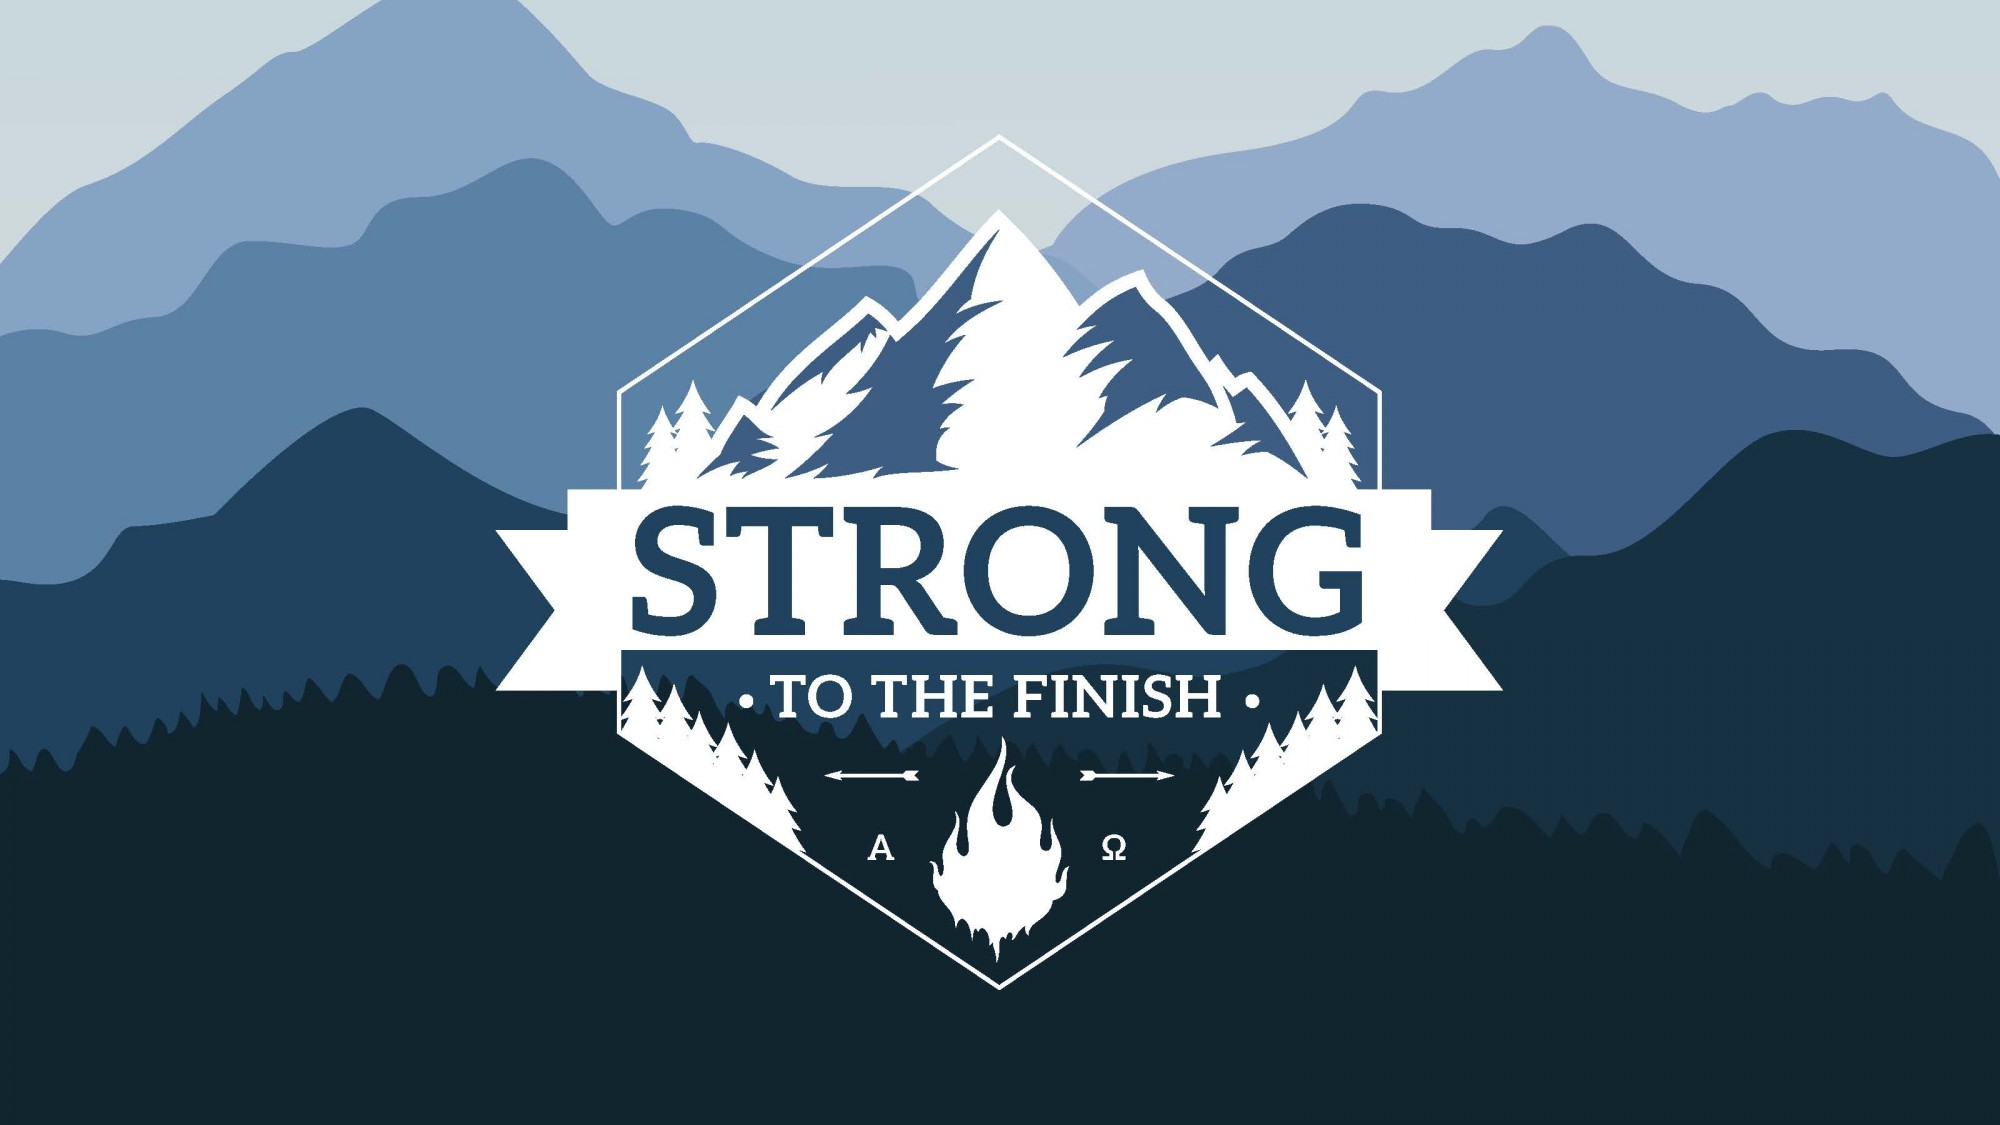 STRONG
• TO THE FINISH •
A Ω